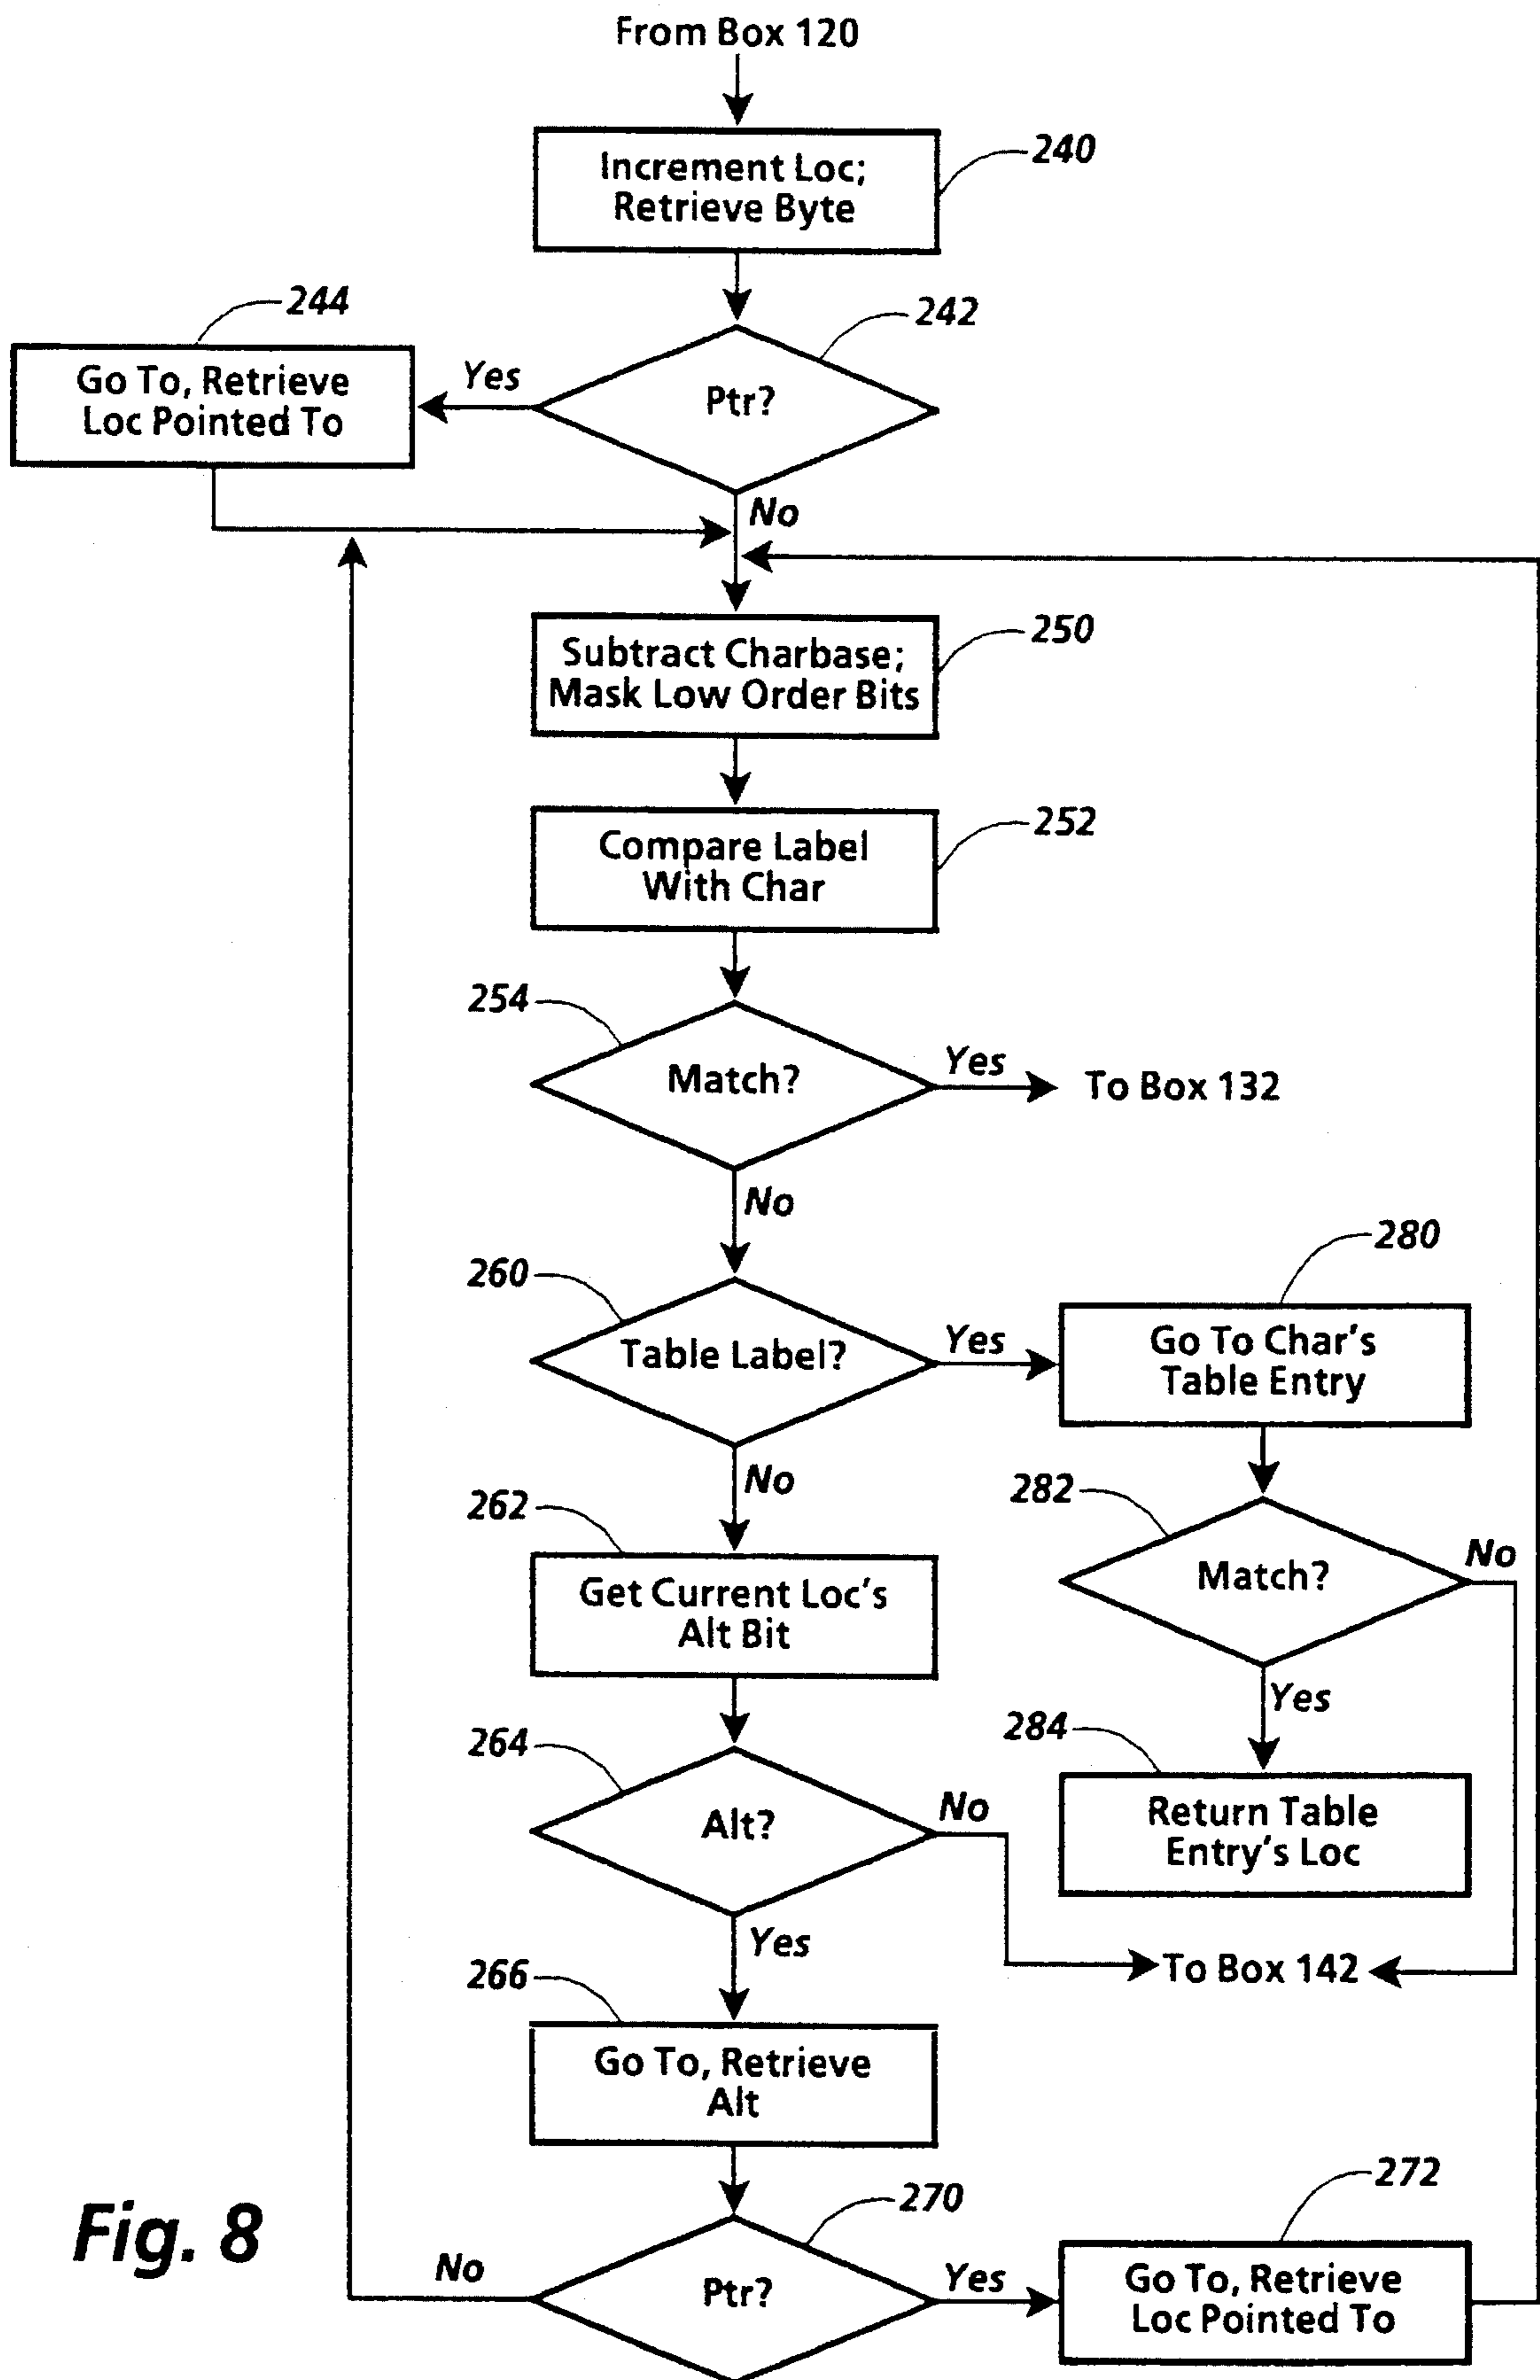 From Box 120
Increment Loc;
Retrieve Byte
240
244
242
Go To, Retrieve
Loc Pointed To
Yes
Ptr?
No
Subtract Charbase;
Mask Low Order Bits
250
Compare Label
With Char
252
254
Match?
Yes
To Box 132
No
260
Table Label?
Yes
280
Go To Char's
Table Entry
No
262
Get Current Loc's
Alt Bit
282
Match?
No
Yes
264
Alt?
No
284
Return Table
Entry's Loc
Yes
To Box 142
266
Go To, Retrieve
Alt
270
Ptr?
No
Yes
272
Go To, Retrieve
Loc Pointed To
Fig. 8